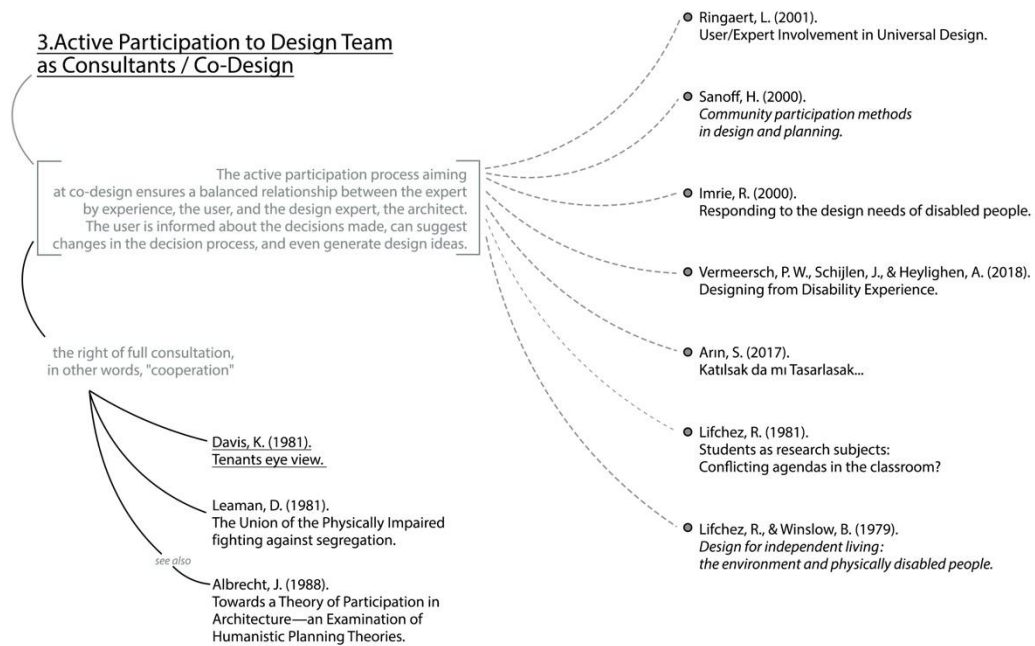 3.Active Participation to Design Team
as Consultants / Co-Design
The active participation process aiming
at co-design ensures a balanced relationship between the expert
by experience, the user, and the design expert, the architect.
The user is informed about the decisions made, can suggest
changes in the decision process, and even generate design ideas.
the right of full consultation,
in other words, "cooperation"
Davis, K. (1981).
Tenants eye view.
Leaman, D. (1981).
The Union of the Physically Impaired
fighting against segregation.
see also
Albrecht, J. (1988).
Towards a Theory of Participation in
Architecture—an Examination of
Humanistic Planning Theories.
Ringaert, L. (2001).
User/Expert Involvement in Universal Design.
Sanoff, H. (2000).
Community participation methods
in design and planning.
Imrie, R. (2000).
Responding to the design needs of disabled people.
Vermeersch, P. W., Schijlen, J., & Heylighen, A. (2018).
Designing from Disability Experience.
Arın, S. (2017).
Katılsak da mı Tasarlasak...
Lifchez, R. (1981).
Students as research subjects:
Conflicting agendas in the classroom?
Lifchez, R., & Winslow, B. (1979).
Design for independent living:
the environment and physically disabled people.